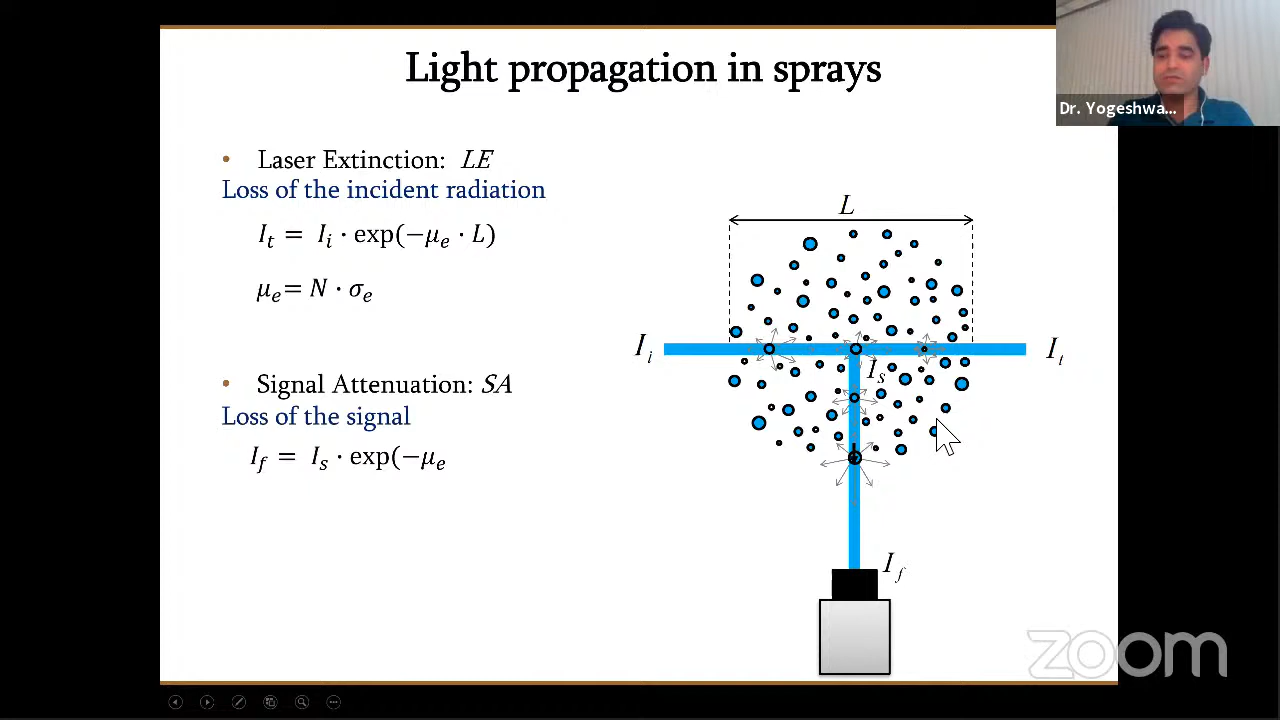 Light propagation in sprays
Dr. Yogeshwa...
• Laser Extinction: LE
Loss of the incident radiation
I_t = I_i · exp(−μ_e · L)
μ_e = N · σ_e
• Signal Attenuation: SA
Loss of the signal
I_f = I_s · exp(−μ_e
L
I_i
I_t
I_s
I_f
zoom